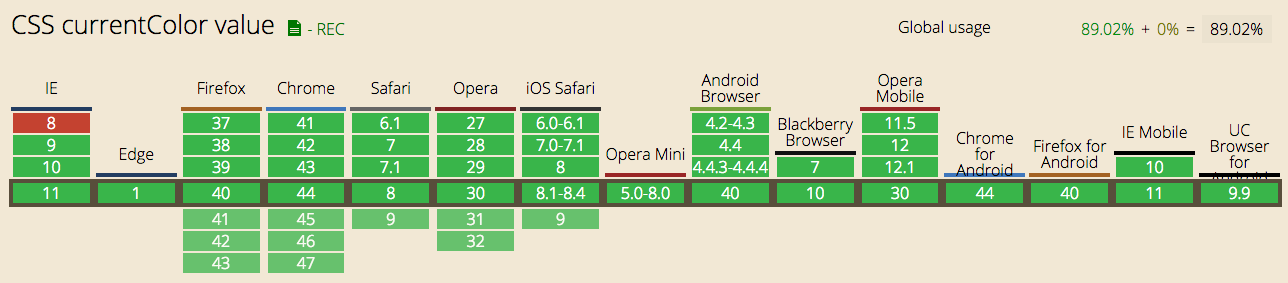 CSS currentColor value - REC
Global usage 89.02% + 0% = 89.02%
IE
8
9
10
11
Edge
1
Firefox
37
38
39
40
41
42
43
Chrome
41
42
43
44
45
46
47
Safari
6.1
7
7.1
8
9
Opera
27
28
29
30
31
32
iOS Safari
6.0-6.1
7.0-7.1
8
8.1-8.4
9
Opera Mini
5.0-8.0
Android
Browser
4.2-4.3
4.4
4.4.3-4.4.4
40
Blackberry
Browser
7
10
Opera
Mobile
11.5
12
12.1
30
Chrome
for
Android
44
Firefox for
Android
40
IE Mobile
10
11
UC
Browser
for
9.9